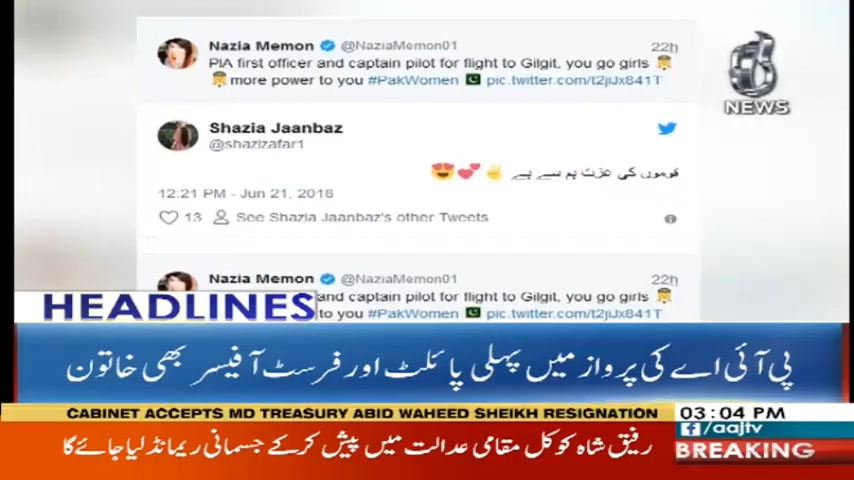 Nazia Memon @NaziaMemon01 22h
PIA first officer and captain pilot for flight to Gilgit, you go girls
more power to you #PakWomen pic.twitter.com/t2jiJx841T
NEWS
Shazia Jaanbaz
@shazizafar1
قوموں کی عزت ہم سے ہے
12:21 PM - Jun 21, 2018
13 See Shazia Jaanbaz's other Tweets
Nazia Memon @NaziaMemon01 22h
and captain pilot for flight to Gilgit, you go girls
to you #PakWomen pic.twitter.com/t2jiJx841T
HEADLINES
پی آئی اے کی پرواز میں پہلی پائلٹ اور فرسٹ آفیسر بھی خاتون
CABINET ACCEPTS MD TREASURY ABID WAHEED SHEIKH RESIGNATION
03:04 PM
f/aajtv
رفیق شاہ کو کل مقامی عدالت میں پیش کرکے جسمانی ریمانڈ لیا جائے گا
BREAKING